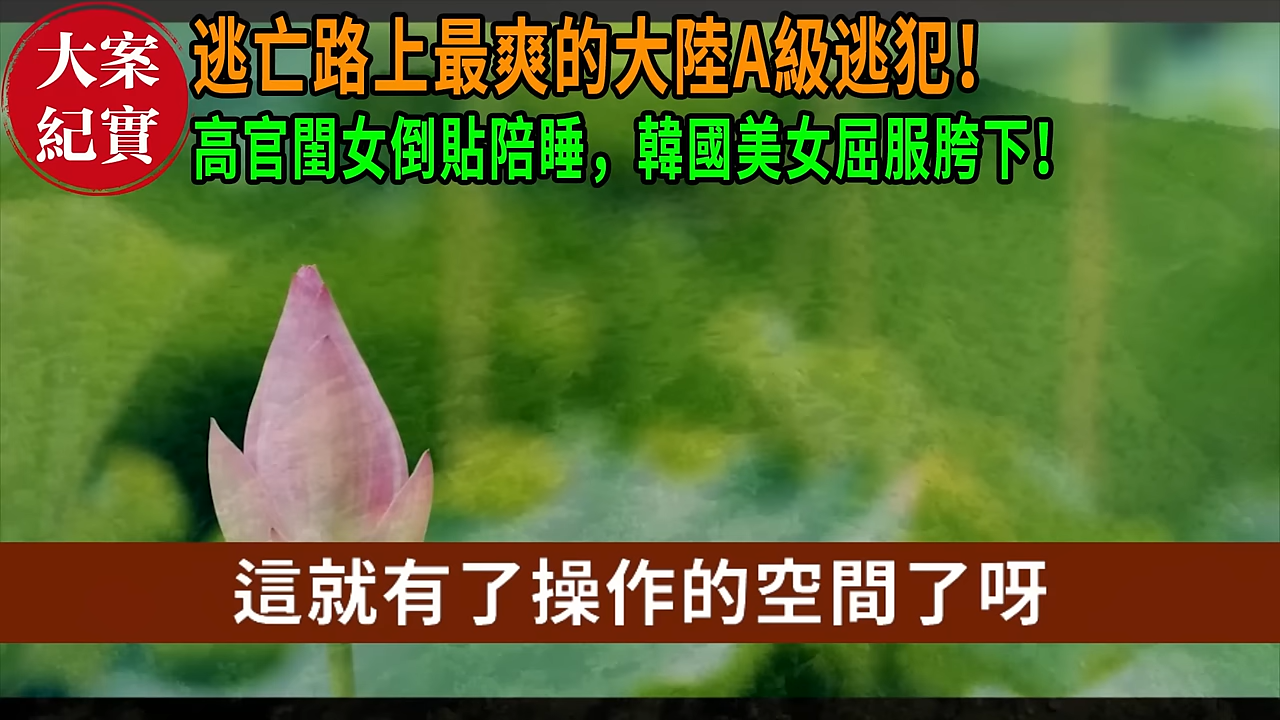 大案
紀實
逃亡路上最爽的大陸A級逃犯！
高官閨女倒貼陪睡，韓國美女屈服胯下！
這就有了操作的空間了呀